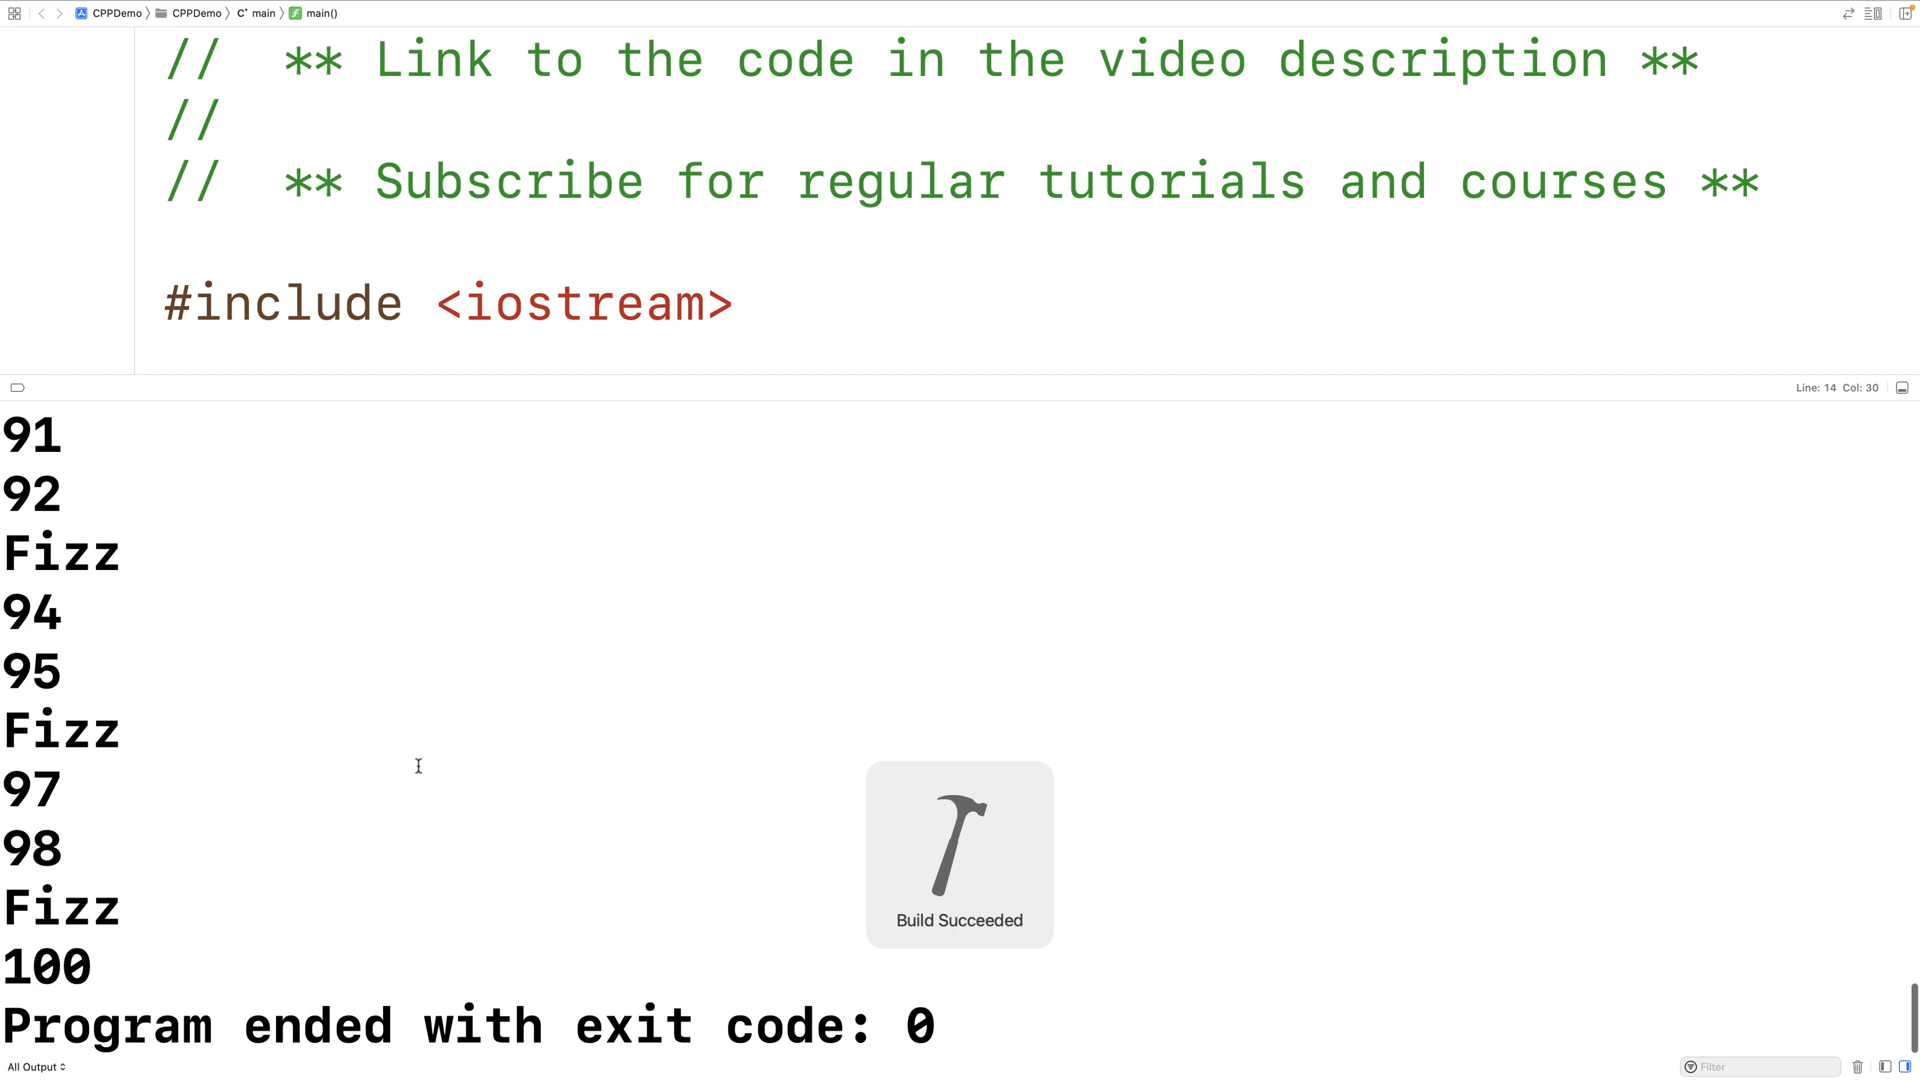 CPPDemo CPPDemo C+ main f main()
// ** Link to the code in the video description **
//
// ** Subscribe for regular tutorials and courses **
#include <iostream>
Line: 14 Col: 30
91
92
Fizz
94
95
Fizz
97
98
Fizz
100
Build Succeeded
Program ended with exit code: 0
All Output
Filter